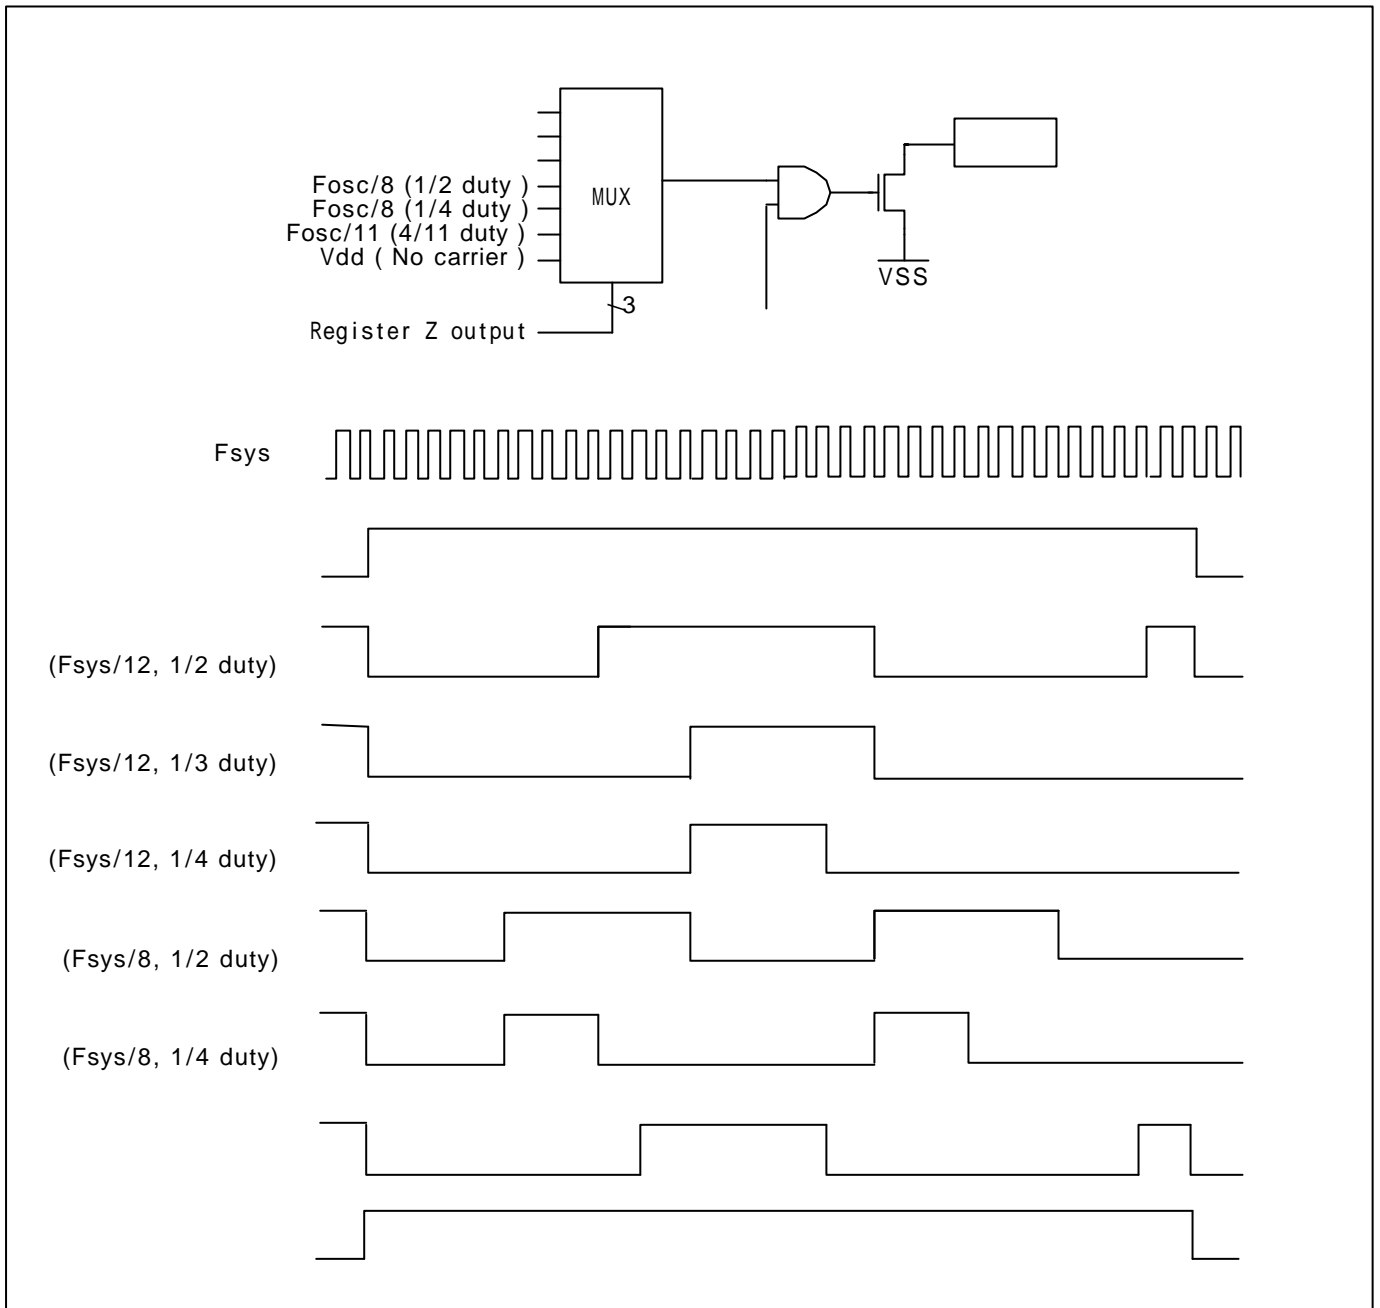 Fosc/8 (1/2 duty )
Fosc/8 (1/4 duty )
Fosc/11 (4/11 duty )
Vdd ( No carrier )
MUX
VSS
3
Register Z output
Fsys
(Fsys/12, 1/2 duty)
(Fsys/12, 1/3 duty)
(Fsys/12, 1/4 duty)
(Fsys/8, 1/2 duty)
(Fsys/8, 1/4 duty)